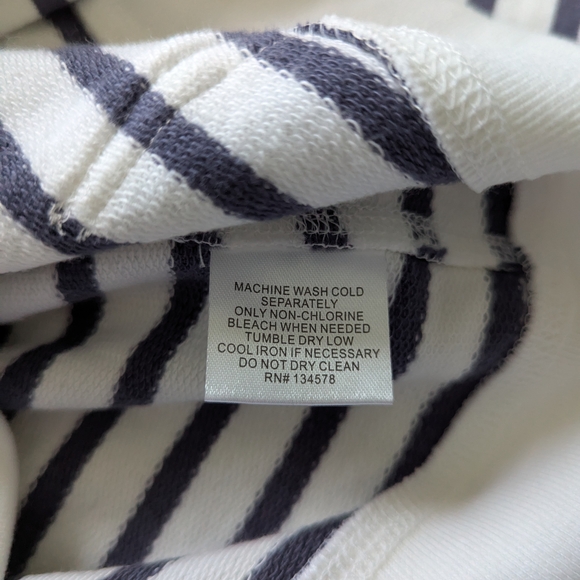 MACHINE WASH COLD
SEPARATELY
ONLY NON-CHLORINE
BLEACH WHEN NEEDED
TUMBLE DRY LOW
COOL IRON IF NECESSARY
DO NOT DRY CLEAN
RN# 134578